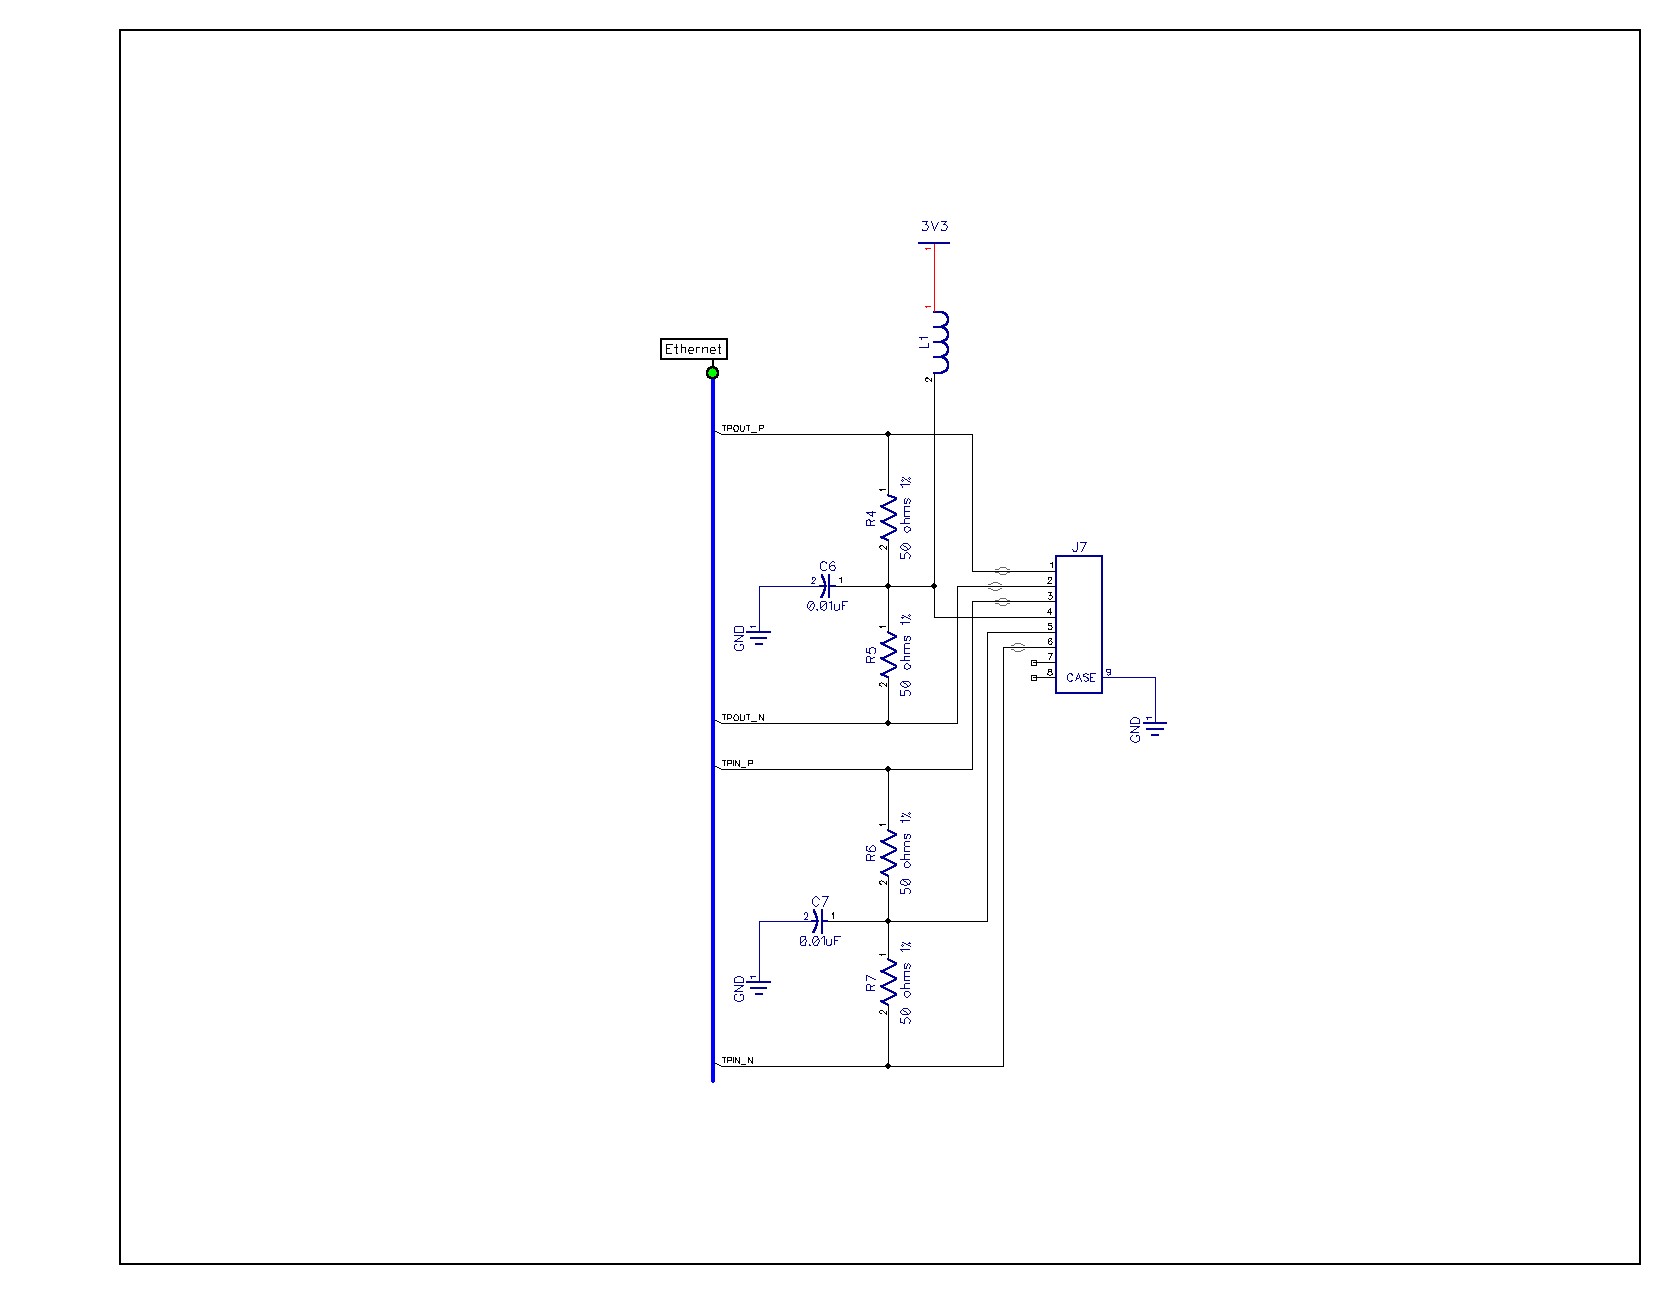 3V3
1
1
L1
2
Ethernet
TPOUT_P
1
R4
50 ohms 1%
2
C6
2 1
0.01uF
GND
1
1
R5
50 ohms 1%
2
TPOUT_N
TPIN_P
1
R6
50 ohms 1%
2
C7
2 1
0.01uF
GND
1
1
R7
50 ohms 1%
2
TPIN_N
J7
1
2
3
4
5
6
7
8
CASE
9
GND
1